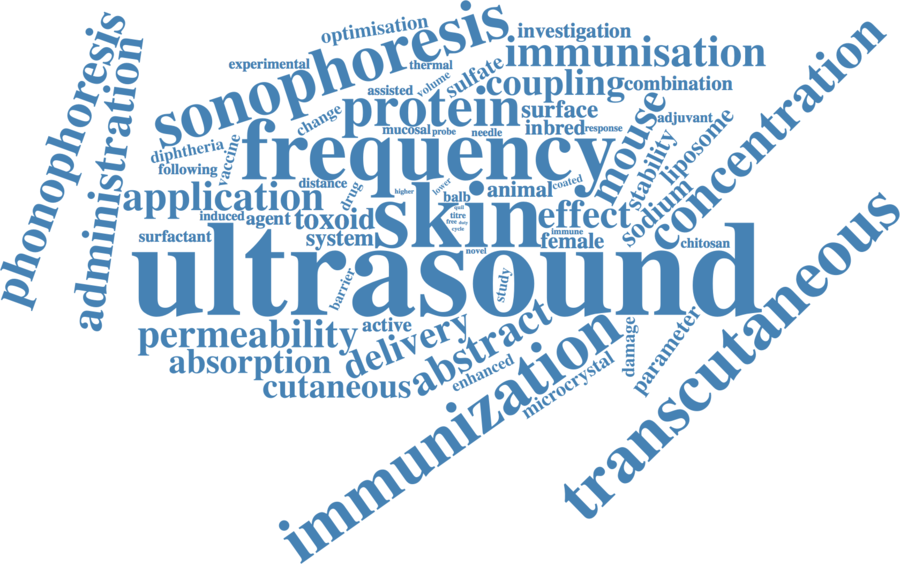 optimisation
sonophoresis
investigation
immunisation
experimental
thermal
volume
sulfate
coupling
combination
assisted
phonophoresis
administration
concentration
change
protein
surface
mucosal
probe
needle
inbred
response
mouse
adjuvant
diphtheria
vaccine
frequency
stability
liposome
following
distance
drug
higher
lower
animal
coated
application
skin
balb
sodium
induced
agent
toxoid
titre
free
duty
cycle
effect
immune
surfactant
system
female
chitosan
novel
ultrasound
barrier
study
transcutaneous
permeability
active
delivery
abstract
immunization
damage
parameter
absorption
cutaneous
enhanced
microcrystal